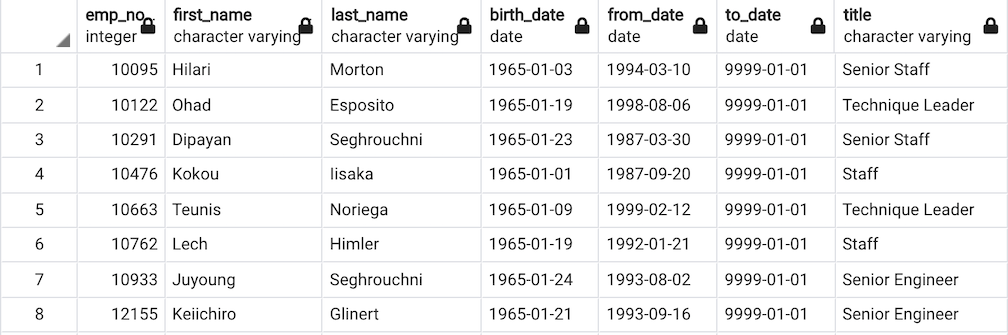 emp_no first_name last_name birth_date from_date to_date title
integer character varying character varying date date date character varying
1 10095 Hilari Morton 1965-01-03 1994-03-10 9999-01-01 Senior Staff
2 10122 Ohad Esposito 1965-01-19 1998-08-06 9999-01-01 Technique Leader
3 10291 Dipayan Seghrouchni 1965-01-23 1987-03-30 9999-01-01 Senior Staff
4 10476 Kokou Iisaka 1965-01-01 1987-09-20 9999-01-01 Staff
5 10663 Teunis Noriega 1965-01-09 1999-02-12 9999-01-01 Technique Leader
6 10762 Lech Himler 1965-01-19 1992-01-21 9999-01-01 Staff
7 10933 Juyoung Seghrouchni 1965-01-24 1993-08-02 9999-01-01 Senior Engineer
8 12155 Keiichiro Glinert 1965-01-21 1993-09-16 9999-01-01 Senior Engineer